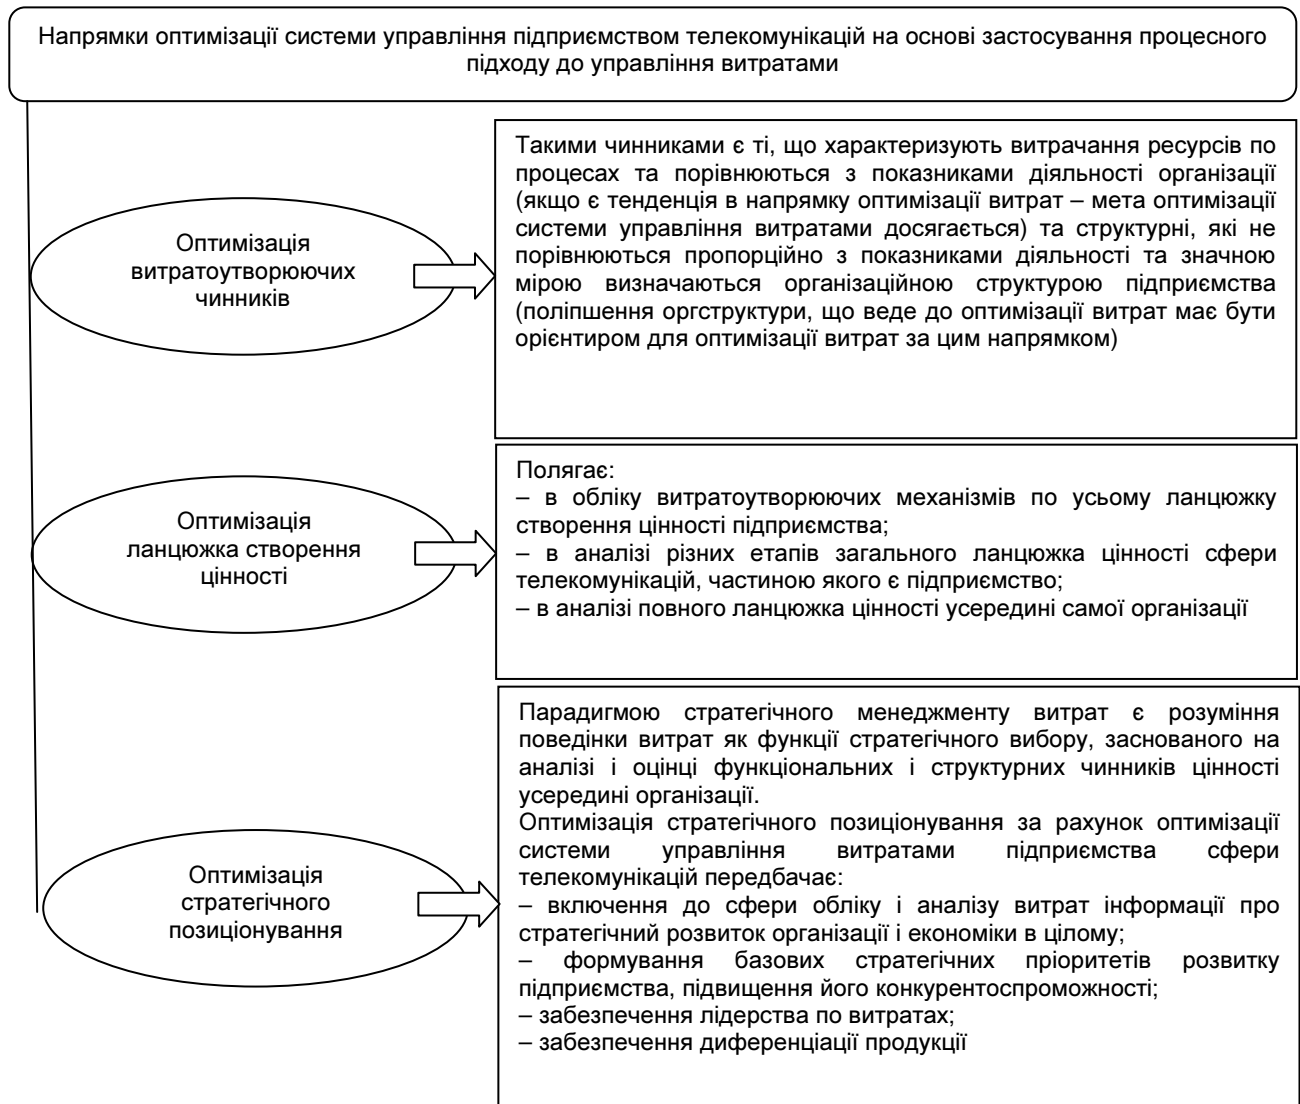 Напрямки оптимізації системи управління підприємством телекомунікацій на основі застосування процесного
підходу до управління витратами
Оптимізація
витратоутворюючих
чинників
Такими чинниками є ті, що характеризують витрачання ресурсів по
процесах та порівнюються з показниками діяльності організації
(якщо є тенденція в напрямку оптимізації витрат – мета оптимізації
системи управління витратами досягається) та структурні, які не
порівнюються пропорційно з показниками діяльності та значною
мірою визначаються організаційною структурою підприємства
(поліпшення оргструктури, що веде до оптимізації витрат має бути
орієнтиром для оптимізації витрат за цим напрямком)
Оптимізація
ланцюжка створення
цінності
Полягає:
– в обліку витратоутворюючих механізмів по усьому ланцюжку
створення цінності підприємства;
– в аналізі різних етапів загального ланцюжка цінності сфери
телекомунікацій, частиною якого є підприємство;
– в аналізі повного ланцюжка цінності усередині самої організації
Оптимізація
стратегічного
позиціонування
Парадигмою стратегічного менеджменту витрат є розуміння
поведінки витрат як функції стратегічного вибору, заснованого на
аналізі і оцінці функціональних і структурних чинників цінності
усередині організації.
Оптимізація стратегічного позиціонування за рахунок оптимізації
системи управління витратами підприємства сфери
телекомунікацій передбачає:
– включення до сфери обліку і аналізу витрат інформації про
стратегічний розвиток організації і економіки в цілому;
– формування базових стратегічних пріоритетів розвитку
підприємства, підвищення його конкурентоспроможності;
– забезпечення лідерства по витратах;
– забезпечення диференціації продукції